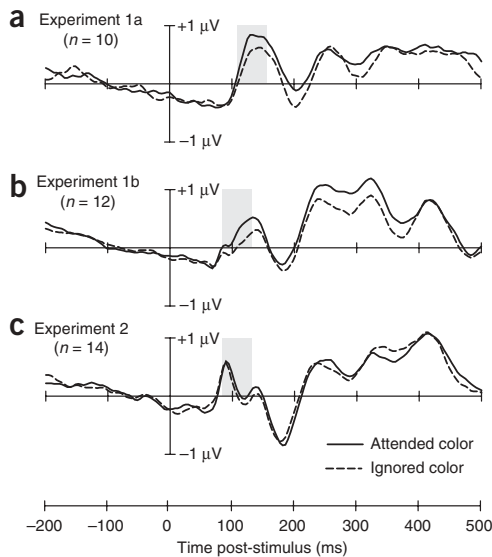 a
Experiment 1a
(n = 10)
+1 µV
−1 µV
b
Experiment 1b
(n = 12)
+1 µV
−1 µV
c
Experiment 2
(n = 14)
+1 µV
−1 µV
Attended color
Ignored color
−200 −100 0 100 200 300 400 500
Time post-stimulus (ms)